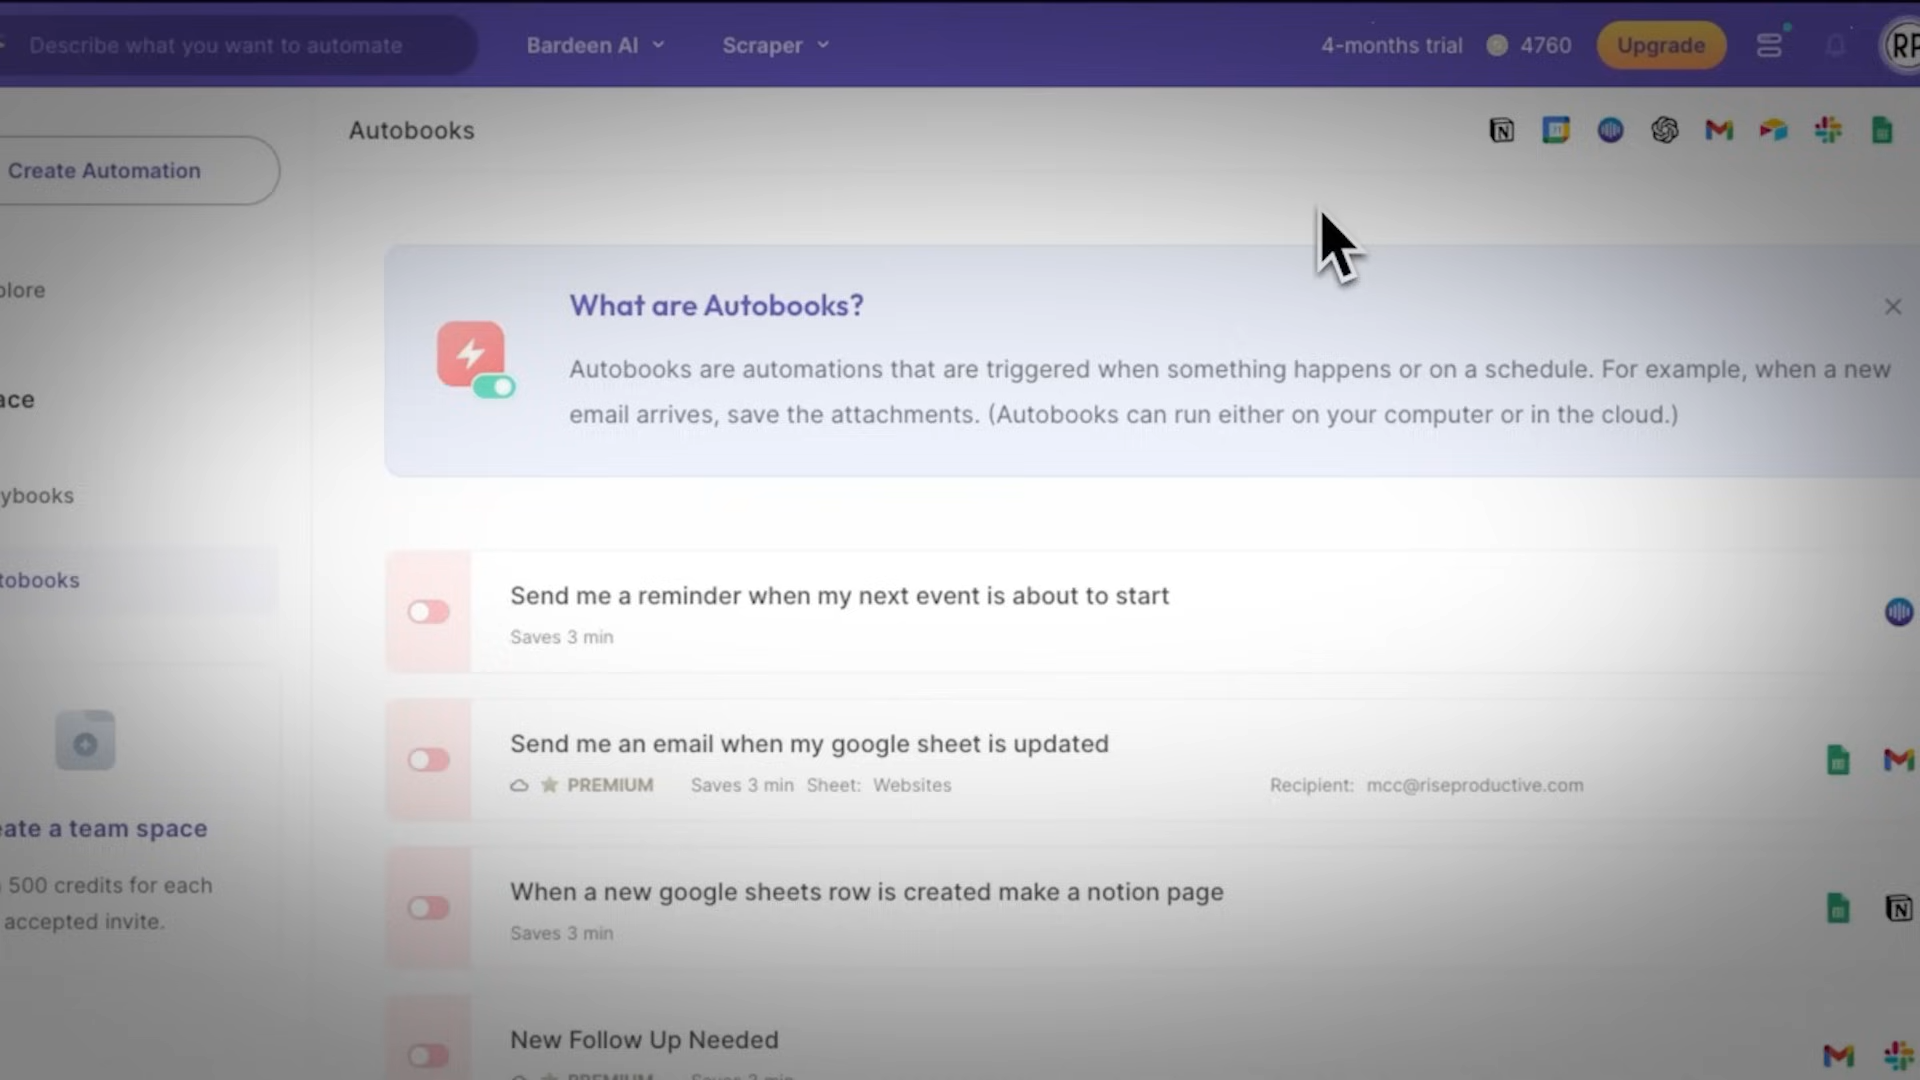 Describe what you want to automate
Bardeen AI
Scraper
4-months trial
4760
Upgrade
RP
Create Automation
plore
ace
ybooks
tobooks
eate a team space
500 credits for each
accepted invite.
Autobooks
What are Autobooks?
Autobooks are automations that are triggered when something happens or on a schedule. For example, when a new
email arrives, save the attachments. (Autobooks can run either on your computer or in the cloud.)
Send me a reminder when my next event is about to start
Saves 3 min
Send me an email when my google sheet is updated
PREMIUM Saves 3 min Sheet: Websites Recipient: mcc@riseproductive.com
When a new google sheets row is created make a notion page
Saves 3 min
New Follow Up Needed
PREMIUM Saves 3 min